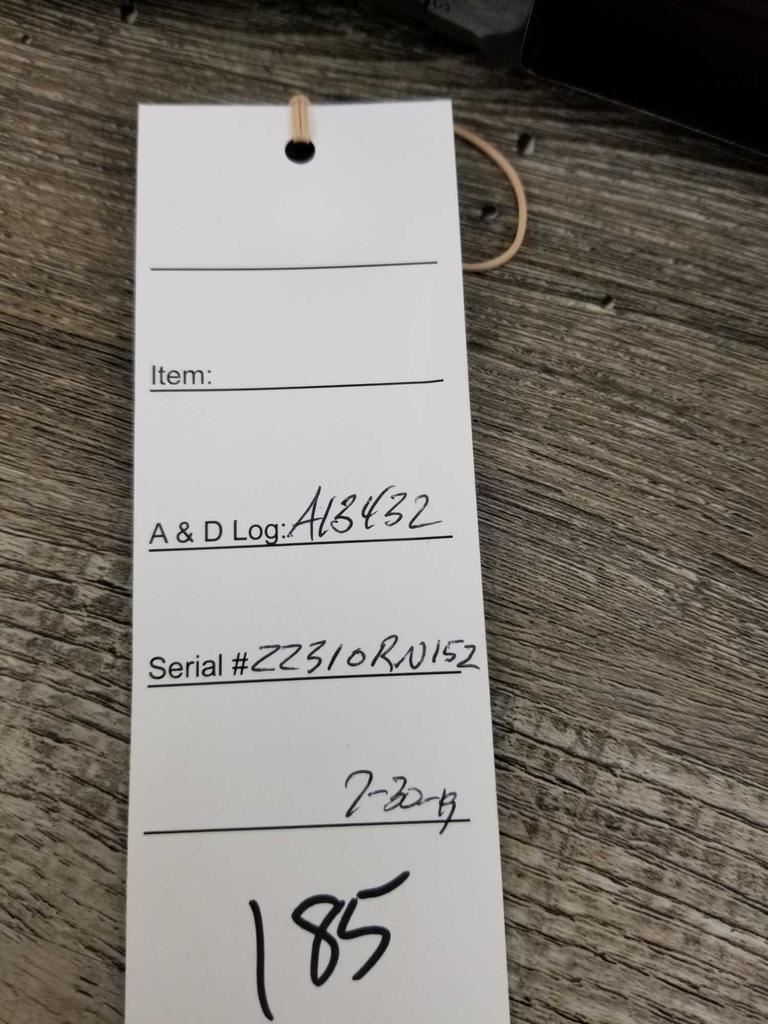 Item:
A & D Log: A13432
Serial # ZZ310RN152
7-30-19
185